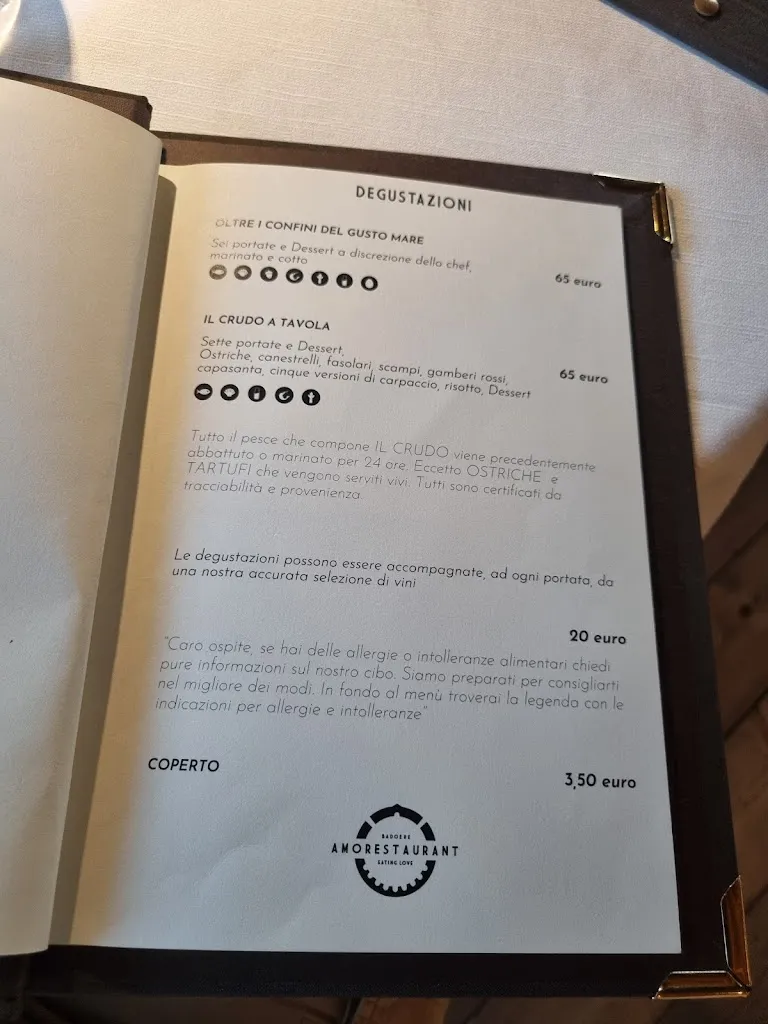 DEGUSTAZIONI
OLTRE I CONFINI DEL GUSTO MARE
Sei portate e Dessert a discrezione dello chef,
marinato e cotto
65 euro
IL CRUDO A TAVOLA
Sette portate e Dessert,
Ostriche, canestrelli, fasolari, scampi, gamberi rossi,
capasanta, cinque versioni di carpaccio, risotto, Dessert
65 euro
Tutto il pesce che compone IL CRUDO viene precedentemente
abbattuto o marinato per 24 ore. Eccetto OSTRICHE e
TARTUFI che vengono serviti vivi. Tutti sono certificati da
tracciabilità e provenienza.
Le degustazioni possono essere accompagnate, ad ogni portata, da
una nostra accurata selezione di vini
20 euro
"Caro ospite, se hai delle allergie o intolleranze alimentari chiedi
pure informazioni sul nostro cibo. Siamo preparati per consigliarti
nel migliore dei modi. In fondo al menù troverai la legenda con le
indicazioni per allergie e intolleranze"
COPERTO
3,50 euro
BADOERE
AMORESTAURANT
EATING LOVE